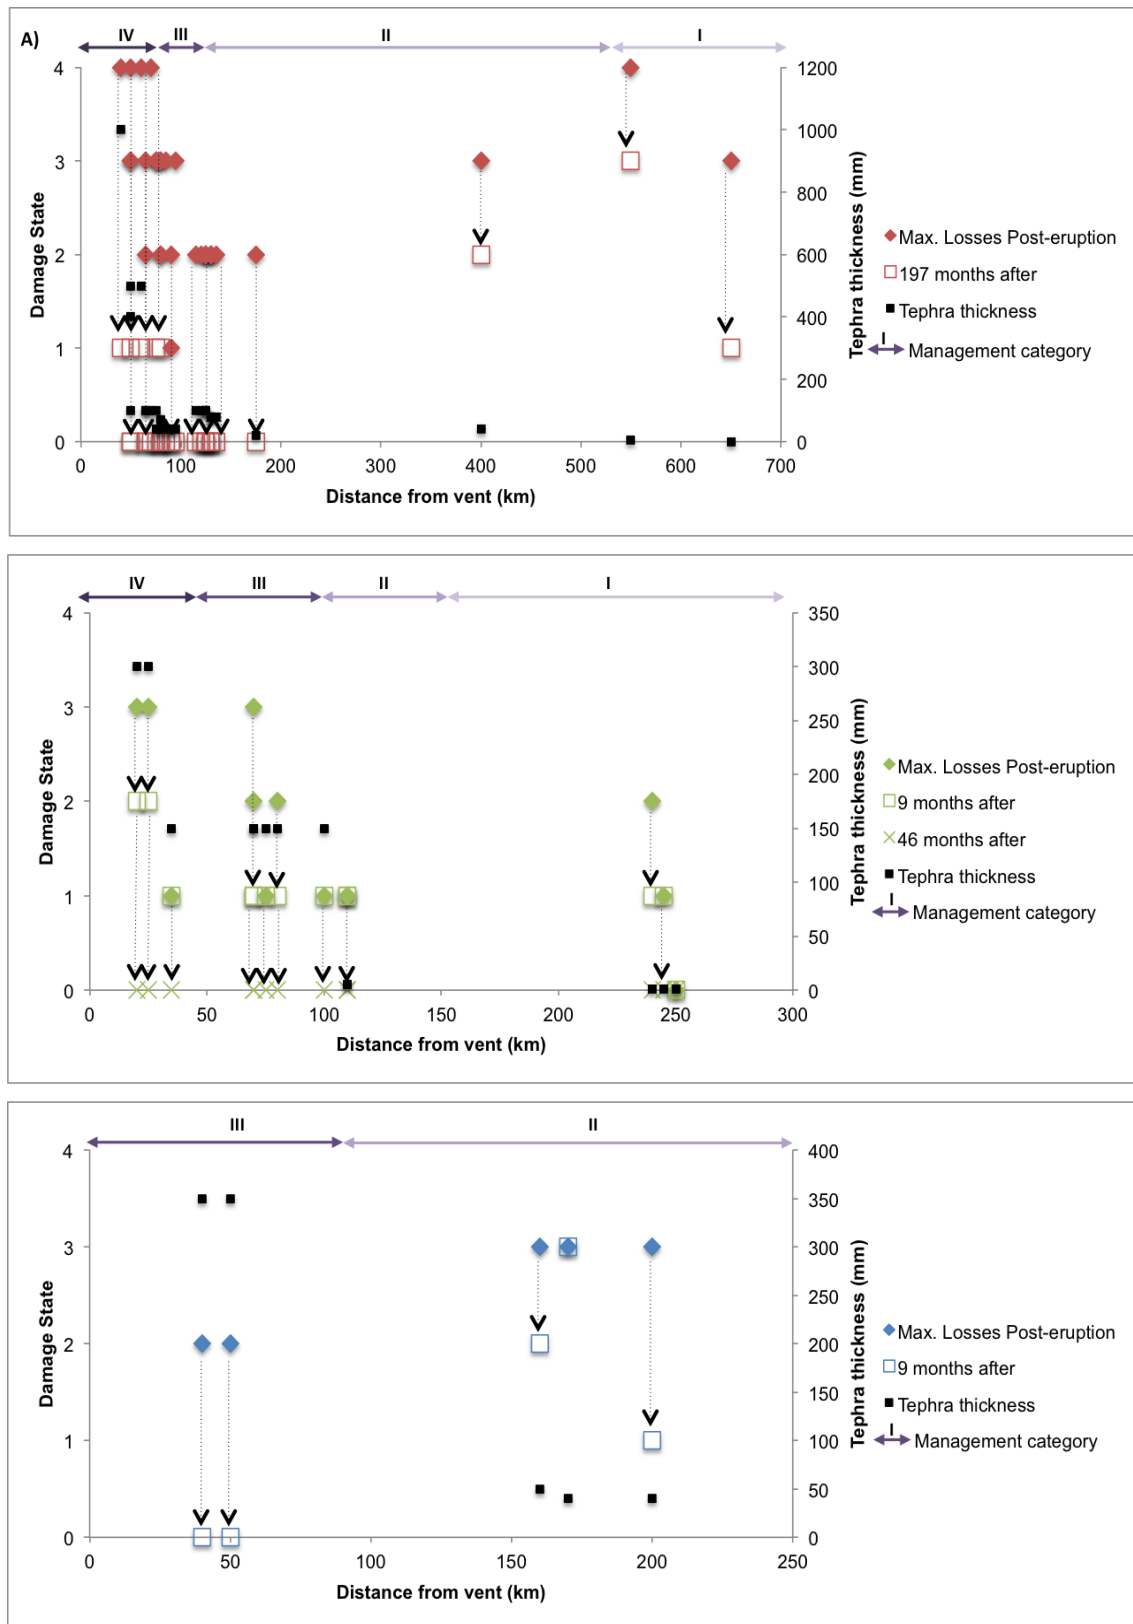 A)
IV III II I
4
3
2
1
0
Damage State
1200
1000
800
600
400
200
0
Tephra thickness (mm)
0 100 200 300 400 500 600 700
Distance from vent (km)
Max. Losses Post-eruption
197 months after
Tephra thickness
I
Management category
IV III II I
4
3
2
1
0
Damage State
350
300
250
200
150
100
50
0
Tephra thickness (mm)
0 50 100 150 200 250 300
Distance from vent (km)
Max. Losses Post-eruption
9 months after
46 months after
Tephra thickness
I
Management category
III II
4
3
2
1
0
Damage State
400
350
300
250
200
150
100
50
0
Tephra thickness (mm)
0 50 100 150 200 250
Distance from vent (km)
Max. Losses Post-eruption
9 months after
Tephra thickness
I
Management category